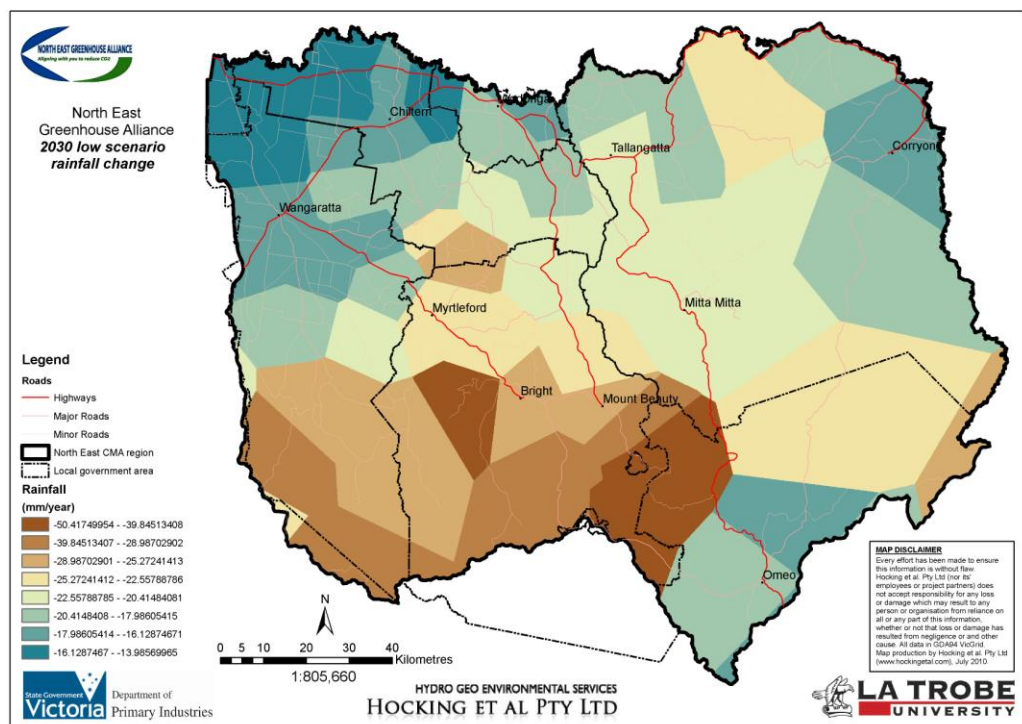 NORTH EAST GREENHOUSE ALLIANCE
Aligning with you to reduce CO2
North East
Greenhouse Alliance
2030 low scenario
rainfall change
Chiltern
Wodonga
Corryong
Tallangatta
Wangaratta
Mitta Mitta
Myrtleford
Bright
Mount Beauty
Omeo
Legend
Roads
Highways
Major Roads
Minor Roads
North East CMA region
Local government area
Rainfall
(mm/year)
-50.41749954 - -39.84513408
-39.84513407 - -28.98702902
-28.98702901 - -25.27241413
-25.27241412 - -22.55788786
-22.55788785 - -20.41484081
-20.4148408 - -17.98605415
-17.98605414 - -16.12874671
-16.1287467 - -13.98569965
N
0 5 10 20 30 40
Kilometres
1:805,660
MAP DISCLAIMER
Every effort has been made to ensure
this information is without flaw.
Hocking et al. Pty Ltd (nor its'
employees or project partners) does
not accept responsibility for any loss
or damage which may result to any
person or organisation from reliance on
all or any part of this information,
whether or not that loss or damage has
resulted from negligence or and other
cause. All data in GDA94 VicGrid.
Map production by Hocking et al. Pty Ltd
(www.hockingetal.com), July 2010.
State Government
Victoria
Department of
Primary Industries
HYDRO GEO ENVIRONMENTAL SERVICES
HOCKING ET AL PTY LTD
LA TROBE
UNIVERSITY